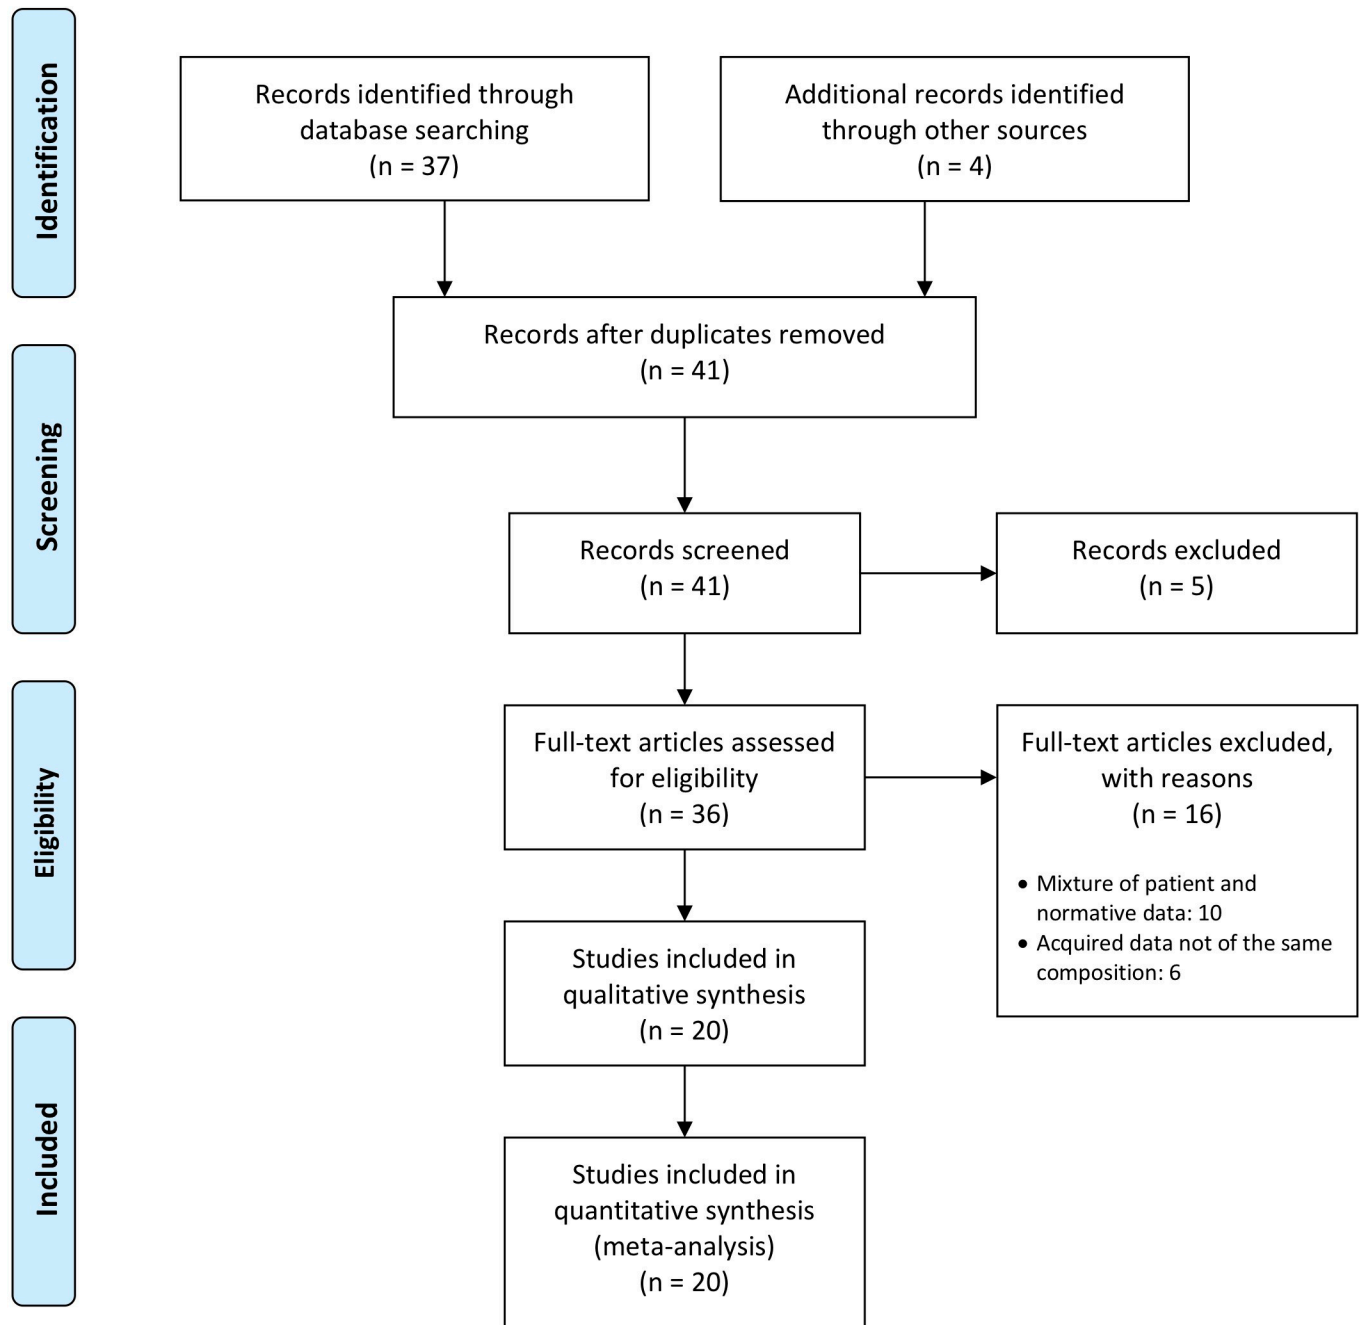 Identification
Records identified through
database searching
(n = 37)
Additional records identified
through other sources
(n = 4)
Records after duplicates removed
(n = 41)
Screening
Records screened
(n = 41)
Records excluded
(n = 5)
Eligibility
Full-text articles assessed
for eligibility
(n = 36)
Full-text articles excluded,
with reasons
(n = 16)
• Mixture of patient and
normative data: 10
• Acquired data not of the same
composition: 6
Studies included in
qualitative synthesis
(n = 20)
Included
Studies included in
quantitative synthesis
(meta-analysis)
(n = 20)